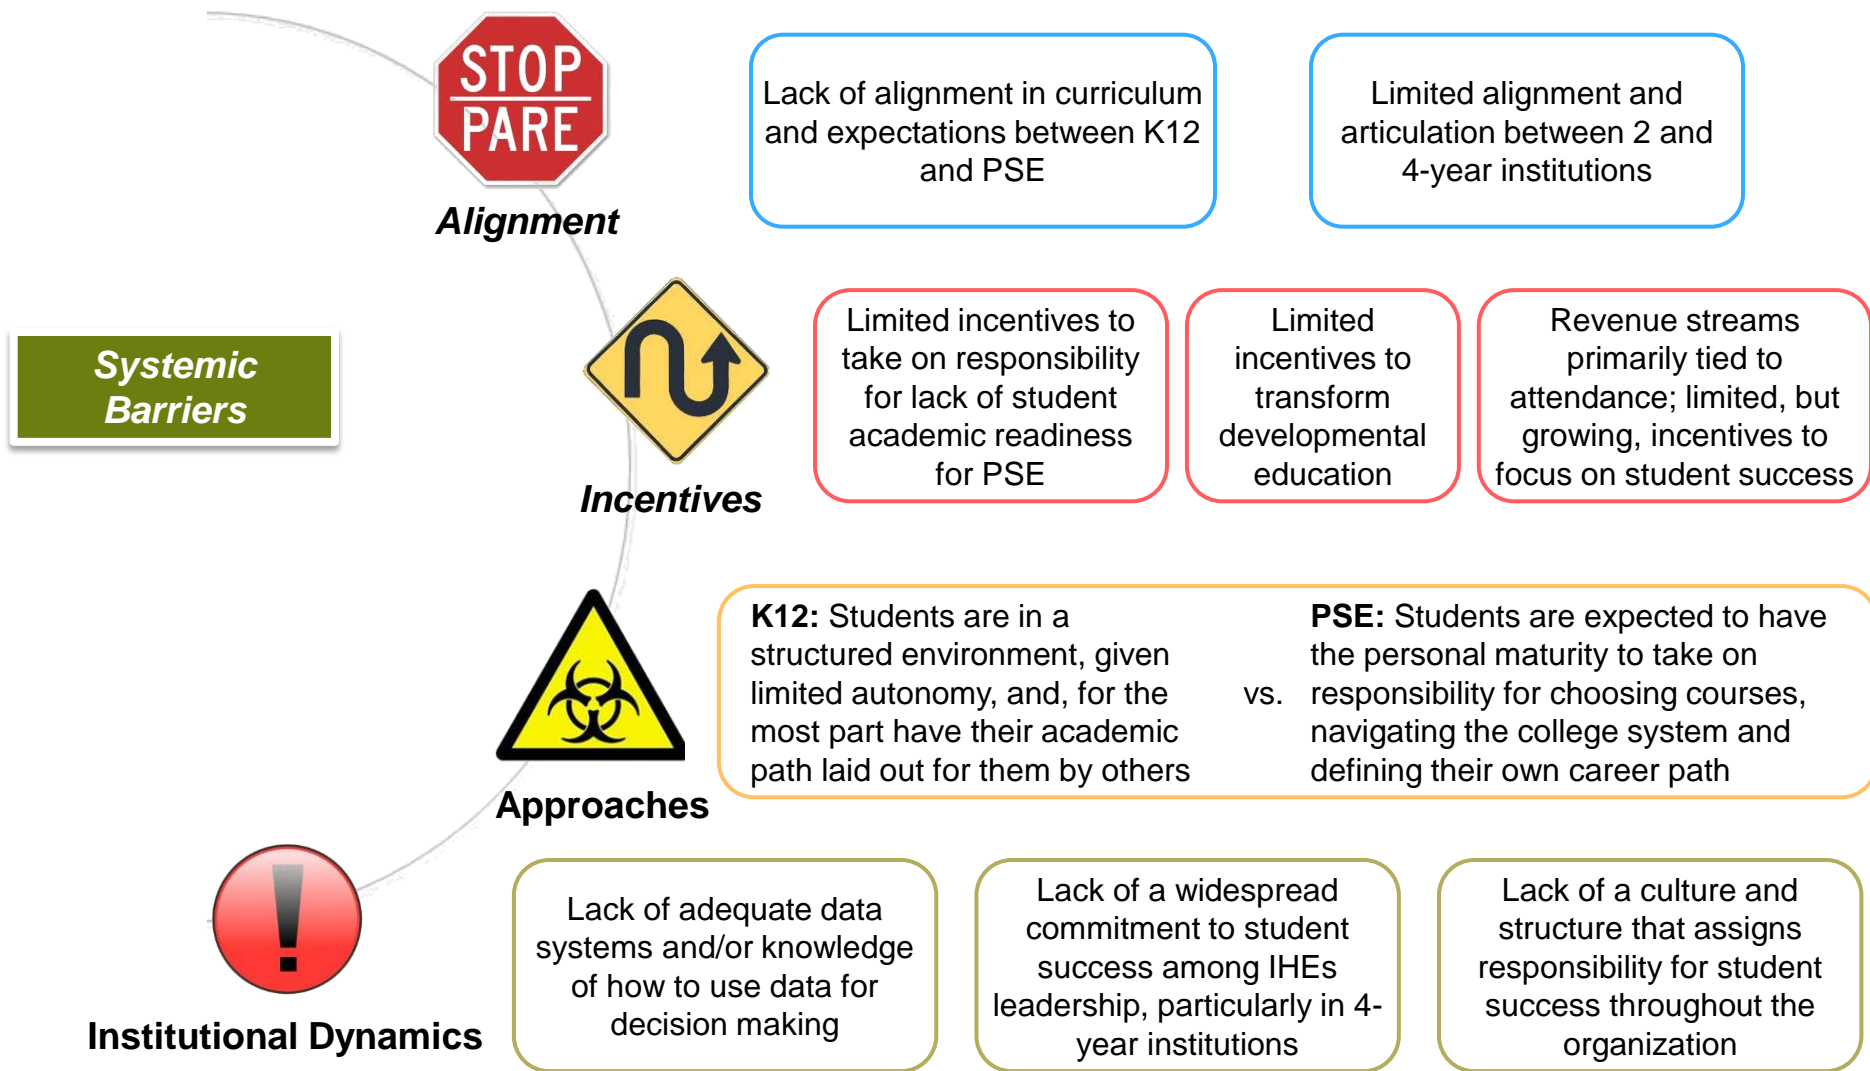 STOP
PARE
Alignment
Lack of alignment in curriculum
and expectations between K12
and PSE
Limited alignment and
articulation between 2 and
4-year institutions
Systemic
Barriers
Incentives
Limited incentives to
take on responsibility
for lack of student
academic readiness
for PSE
Limited
incentives to
transform
developmental
education
Revenue streams
primarily tied to
attendance; limited, but
growing, incentives to
focus on student success
Approaches
K12: Students are in a
structured environment, given
limited autonomy, and, for the
most part have their academic
path laid out for them by others
vs.
PSE: Students are expected to have
the personal maturity to take on
responsibility for choosing courses,
navigating the college system and
defining their own career path
Institutional Dynamics
Lack of adequate data
systems and/or knowledge
of how to use data for
decision making
Lack of a widespread
commitment to student
success among IHEs
leadership, particularly in 4-
year institutions
Lack of a culture and
structure that assigns
responsibility for student
success throughout the
organization